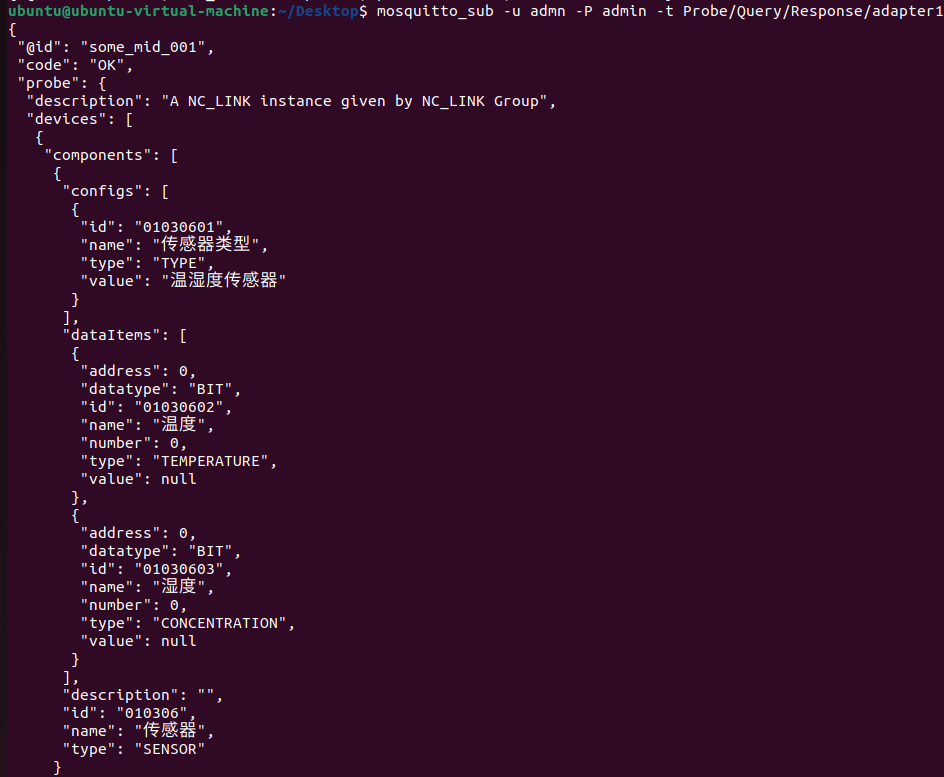 ubuntu@ubuntu-virtual-machine:~/Desktop$ mosquitto_sub -u admn -P admin -t Probe/Query/Response/adapter1
{
 "@id": "some_mid_001",
 "code": "OK",
 "probe": {
  "description": "A NC_LINK instance given by NC_LINK Group",
  "devices": [
   {
    "components": [
     {
      "configs": [
       {
        "id": "01030601",
        "name": "传感器类型",
        "type": "TYPE",
        "value": "温湿度传感器"
       }
      ],
      "dataItems": [
       {
        "address": 0,
        "datatype": "BIT",
        "id": "01030602",
        "name": "温度",
        "number": 0,
        "type": "TEMPERATURE",
        "value": null
       },
       {
        "address": 0,
        "datatype": "BIT",
        "id": "01030603",
        "name": "湿度",
        "number": 0,
        "type": "CONCENTRATION",
        "value": null
       }
      ],
      "description": "",
      "id": "010306",
      "name": "传感器",
      "type": "SENSOR"
     }